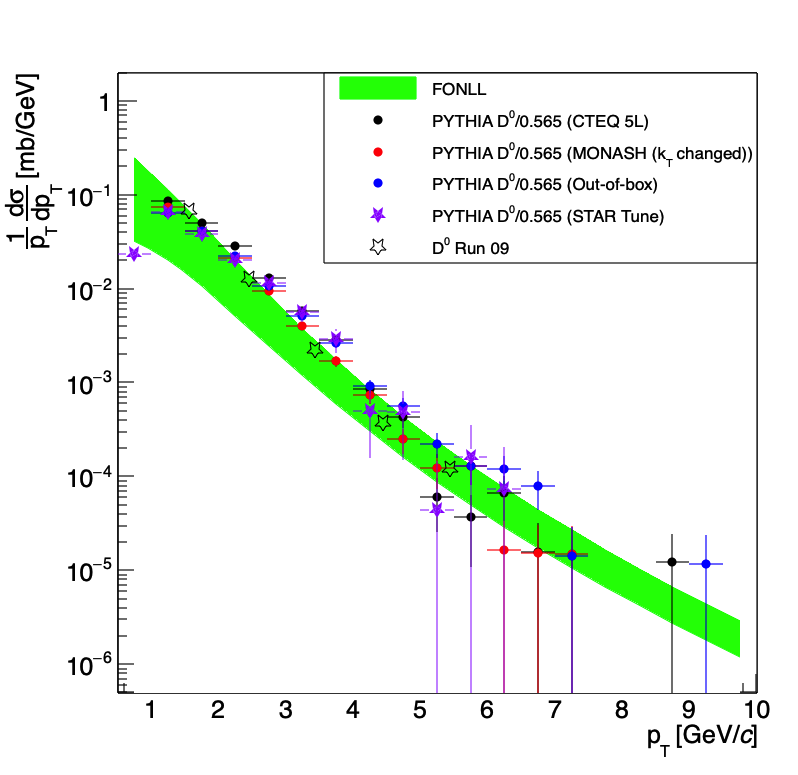 1/p_T dσ/dp_T [mb/GeV]
FONLL
PYTHIA D⁰/0.565 (CTEQ 5L)
PYTHIA D⁰/0.565 (MONASH (k_T changed))
PYTHIA D⁰/0.565 (Out-of-box)
PYTHIA D⁰/0.565 (STAR Tune)
D⁰ Run 09
1
10⁻¹
10⁻²
10⁻³
10⁻⁴
10⁻⁵
10⁻⁶
1 2 3 4 5 6 7 8 9 10
p_T [GeV/c]